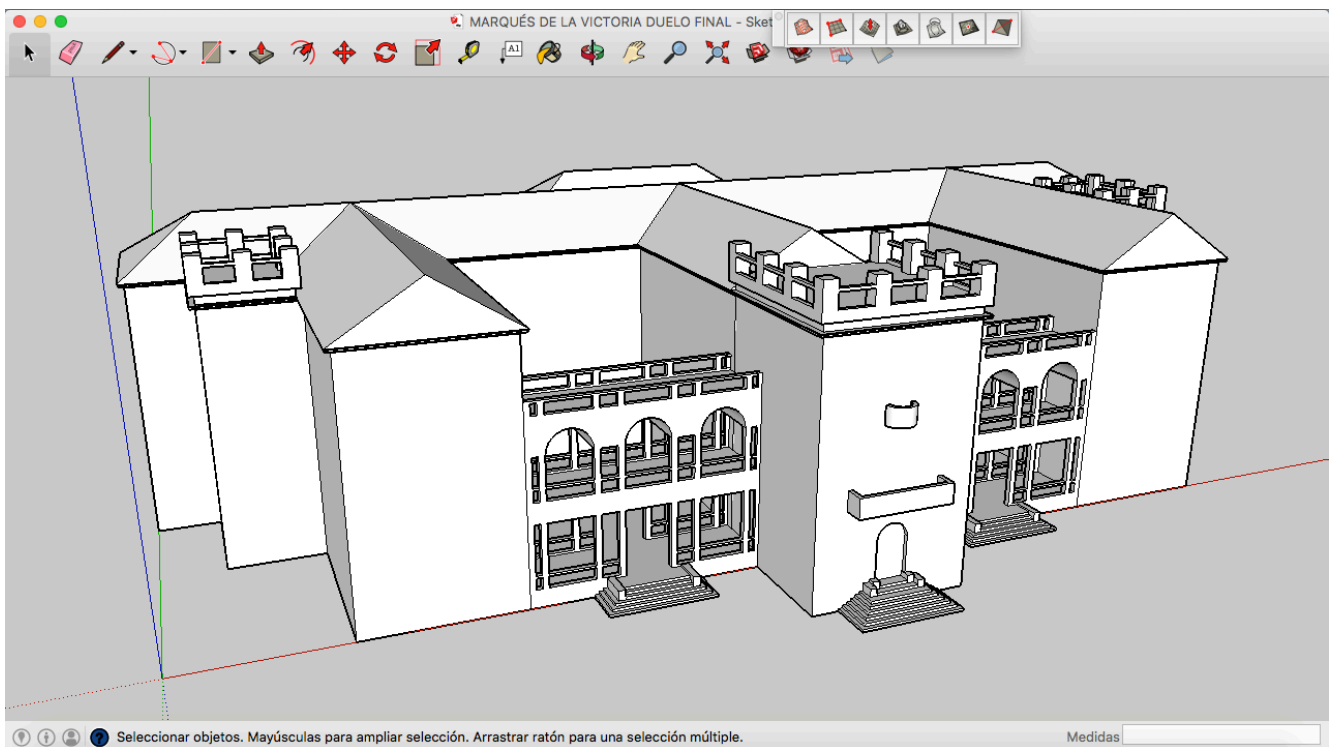 MARQUÉS DE LA VICTORIA DUELO FINAL - Sket
A1
Seleccionar objetos. Mayúsculas para ampliar selección. Arrastrar ratón para una selección múltiple.
Medidas